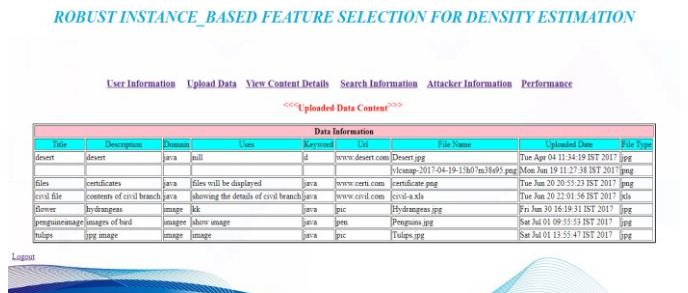 ROBUST INSTANCE_BASED FEATURE SELECTION FOR DENSITY ESTIMATION
User Information Upload Data View Content Details Search Information Attacker Information Performance
<<<Uploaded Data Content>>>
Data Information
Title Description Domain Uses Keyword Url File Name Uploaded Date File Type
desert desert java null d www.desert.com Desert.jpg Tue Apr 04 11:34:19 IST 2017 jpg
vlcsnap-2017-04-19-15h07m38s95.png Mon Jun 19 11:27:38 IST 2017 png
files certificates java files will be displayed java www.certi.com certificate.png Tue Jun 20 20:55:23 IST 2017 png
civil file contents of civil branch java showing the details of civil branch java www.civil.com civil-a.xls Tue Jun 20 22:01:56 IST 2017 xls
flower hydrangeas image kk java pic Hydrangeas.jpg Fri Jun 30 16:19:31 IST 2017 jpg
penguineimage images of bird imagee show image java pen Penguins.jpg Sat Jul 01 09:55:53 IST 2017 jpg
tulips jpg image image image java pic Tulips.jpg Sat Jul 01 13:55:47 IST 2017 jpg
Logout